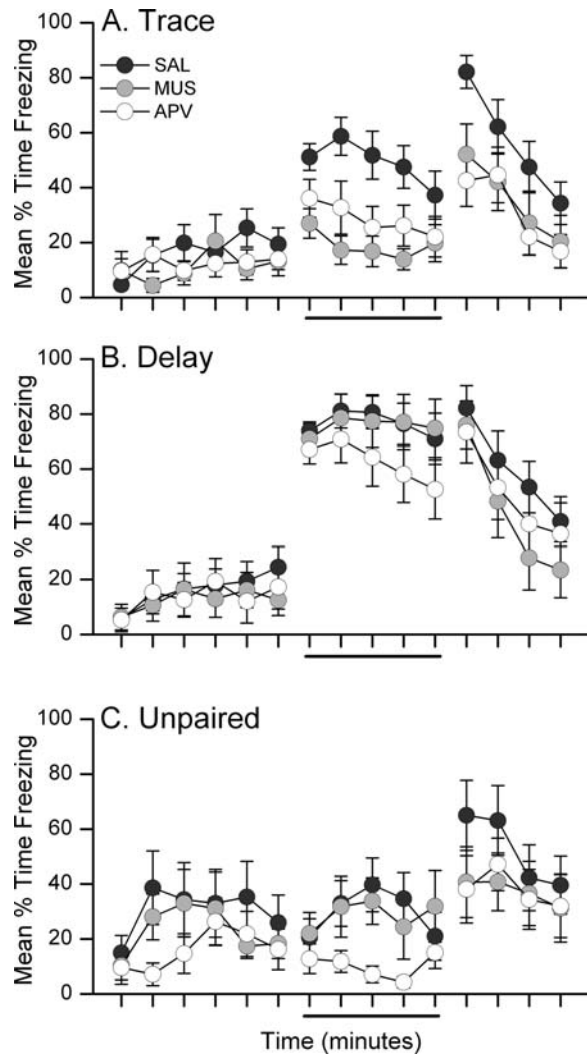 A. Trace
SAL
MUS
APV
Mean % Time Freezing
100
80
60
40
20
0
B. Delay
Mean % Time Freezing
100
80
60
40
20
0
C. Unpaired
Mean % Time Freezing
100
80
60
40
20
0
Time (minutes)